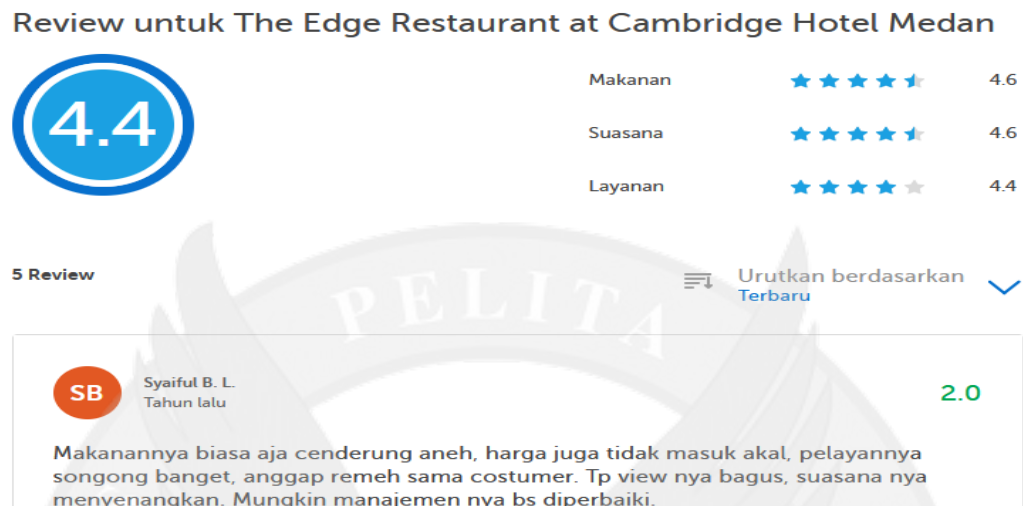 Review untuk The Edge Restaurant at Cambridge Hotel Medan
4.4
Makanan 4.6
Suasana 4.6
Layanan 4.4
5 Review
Urutkan berdasarkan
Terbaru
PELITA
SB
Syaiful B. L.
Tahun lalu
2.0
Makanannya biasa aja cenderung aneh, harga juga tidak masuk akal, pelayannya
songong banget, anggap remeh sama costumer. Tp view nya bagus, suasana nya
menyenangkan. Mungkin manajemen nya bs diperbaiki.